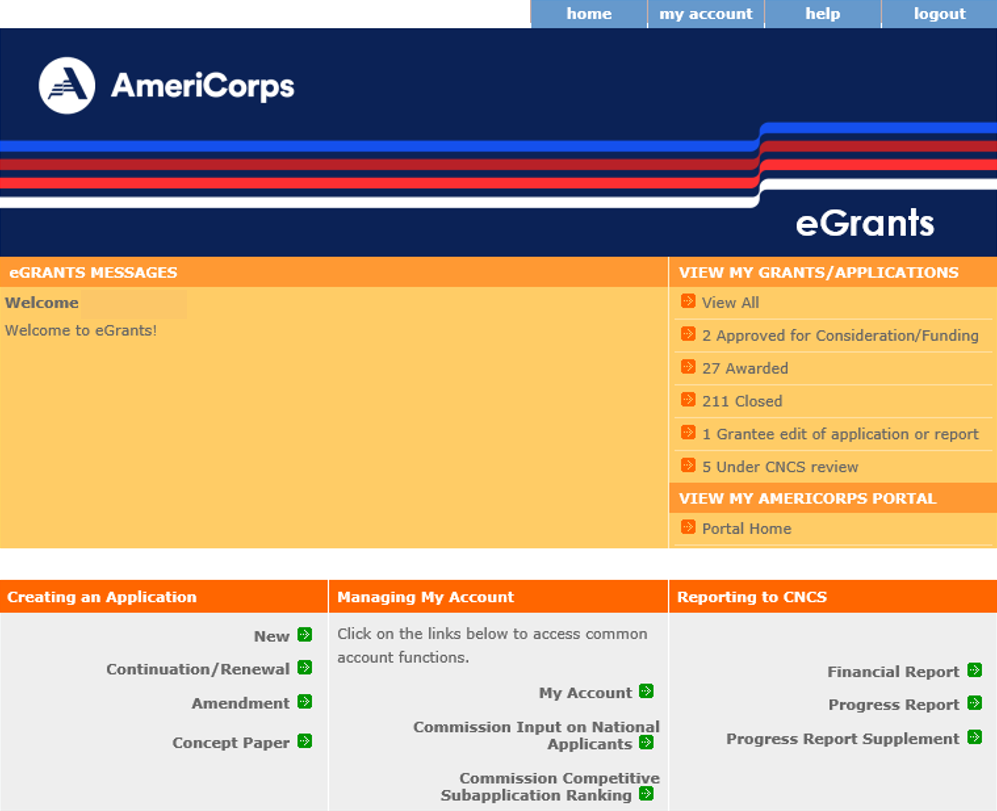 home
my account
help
logout
AmeriCorps
eGrants
eGRANTS MESSAGES
Welcome
Welcome to eGrants!
VIEW MY GRANTS/APPLICATIONS
View All
2 Approved for Consideration/Funding
27 Awarded
211 Closed
1 Grantee edit of application or report
5 Under CNCS review
VIEW MY AMERICORPS PORTAL
Portal Home
Creating an Application
New
Continuation/Renewal
Amendment
Concept Paper
Managing My Account
Click on the links below to access common
account functions.
My Account
Commission Input on National
Applicants
Commission Competitive
Subapplication Ranking
Reporting to CNCS
Financial Report
Progress Report
Progress Report Supplement